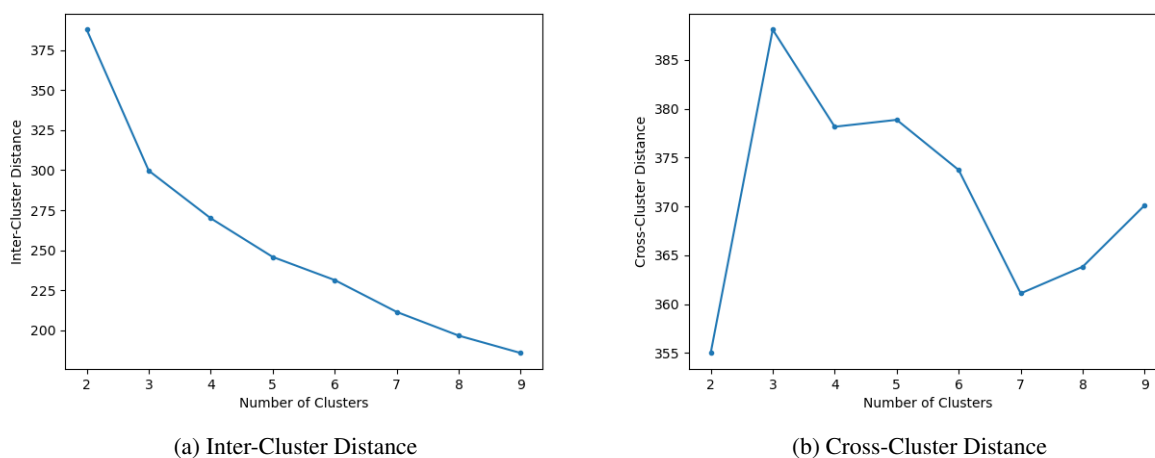 375
350
325
300
275
250
225
200
Inter-Cluster Distance
2 3 4 5 6 7 8 9
Number of Clusters
(a) Inter-Cluster Distance
385
380
375
370
365
360
355
Cross-Cluster Distance
2 3 4 5 6 7 8 9
Number of Clusters
(b) Cross-Cluster Distance